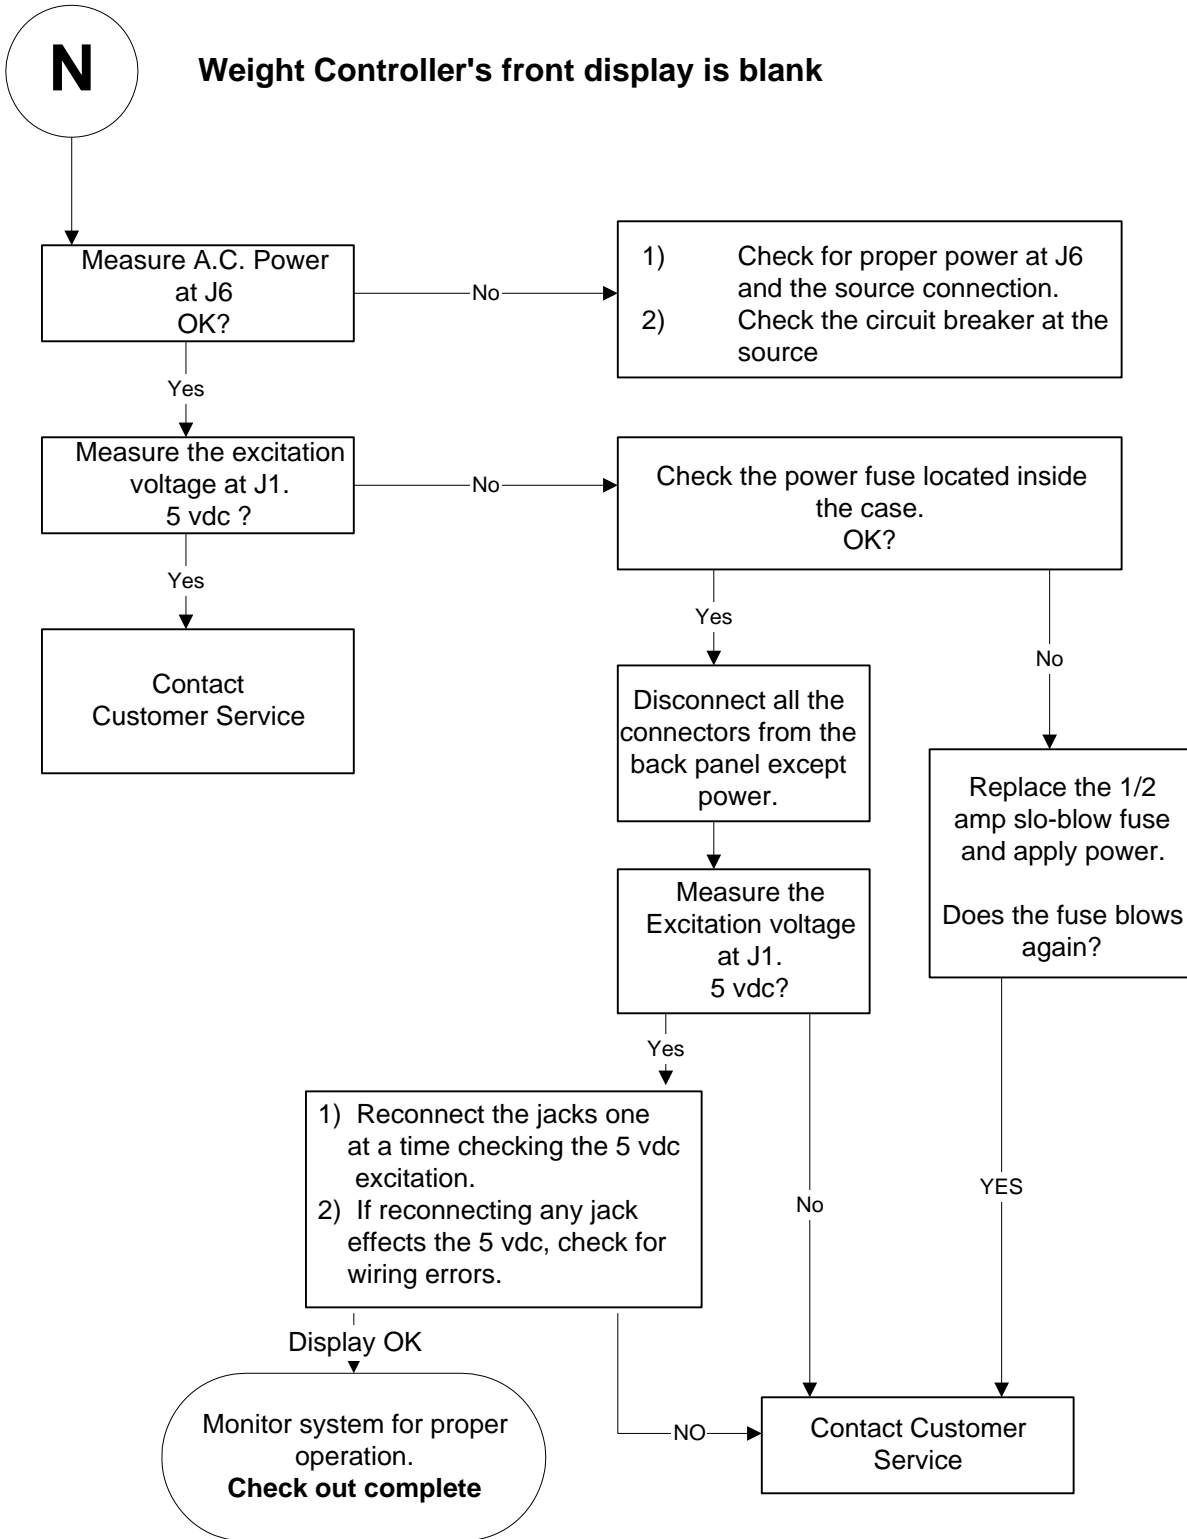 N
Weight Controller's front display is blank
Measure A.C. Power
at J6
OK?
No
1) Check for proper power at J6
and the source connection.
2) Check the circuit breaker at the
source
Yes
Measure the excitation
voltage at J1.
5 vdc ?
No
Check the power fuse located inside
the case.
OK?
Yes
Contact
Customer Service
Yes
No
Disconnect all the
connectors from the
back panel except
power.
Replace the 1/2
amp slo-blow fuse
and apply power.
Does the fuse blows
again?
Measure the
Excitation voltage
at J1.
5 vdc?
Yes
No
YES
1) Reconnect the jacks one
at a time checking the 5 vdc
excitation.
2) If reconnecting any jack
effects the 5 vdc, check for
wiring errors.
Display OK
NO
Monitor system for proper
operation.
Check out complete
Contact Customer
Service